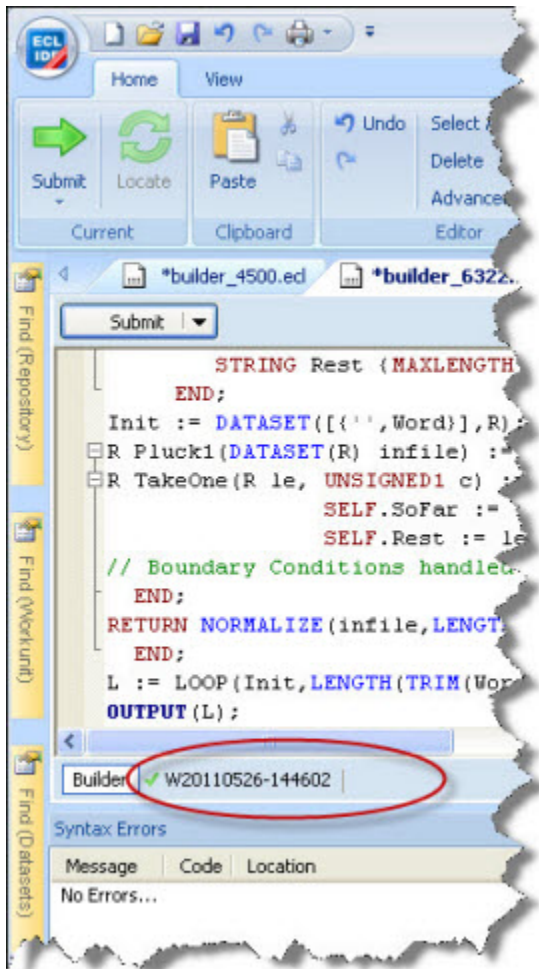 ECL
IDE
Home View
Submit Locate Paste Undo Select
Delete
Advanced
Current Clipboard Editor
*builder_4500.ecl *builder_6322.
Submit
STRING Rest {MAXLENGTH
END;
Init := DATASET([{'',Word}],R);
R Pluck1(DATASET(R) infile) :=
R TakeOne(R le, UNSIGNED1 c) :=
SELF.SoFar :=
SELF.Rest := le
// Boundary Conditions handled
END;
RETURN NORMALIZE(infile,LENGT
END;
L := LOOP(Init,LENGTH(TRIM(Wor
OUTPUT(L);
Builder W20110526-144602
Syntax Errors
Message Code Location
No Errors...
Find (Repository)
Find (Workunit)
Find (Datasets)